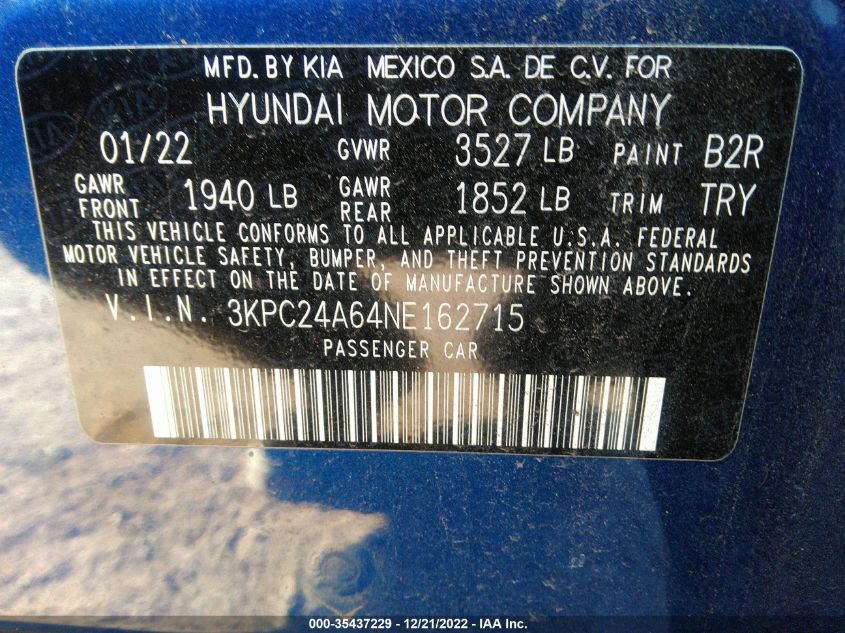 MFD. BY KIA MEXICO S.A. DE C.V. FOR
HYUNDAI MOTOR COMPANY
01/22 GVWR 3527 LB PAINT B2R
GAWR FRONT 1940 LB GAWR REAR 1852 LB TRIM TRY
THIS VEHICLE CONFORMS TO ALL APPLICABLE U.S.A. FEDERAL
MOTOR VEHICLE SAFETY, BUMPER, AND THEFT PREVENTION STANDARDS
IN EFFECT ON THE DATE OF MANUFACTURE SHOWN ABOVE.
V.I.N. 3KPC24A64NE162715
PASSENGER CAR
000-35437229 - 12/21/2022 - IAA Inc.